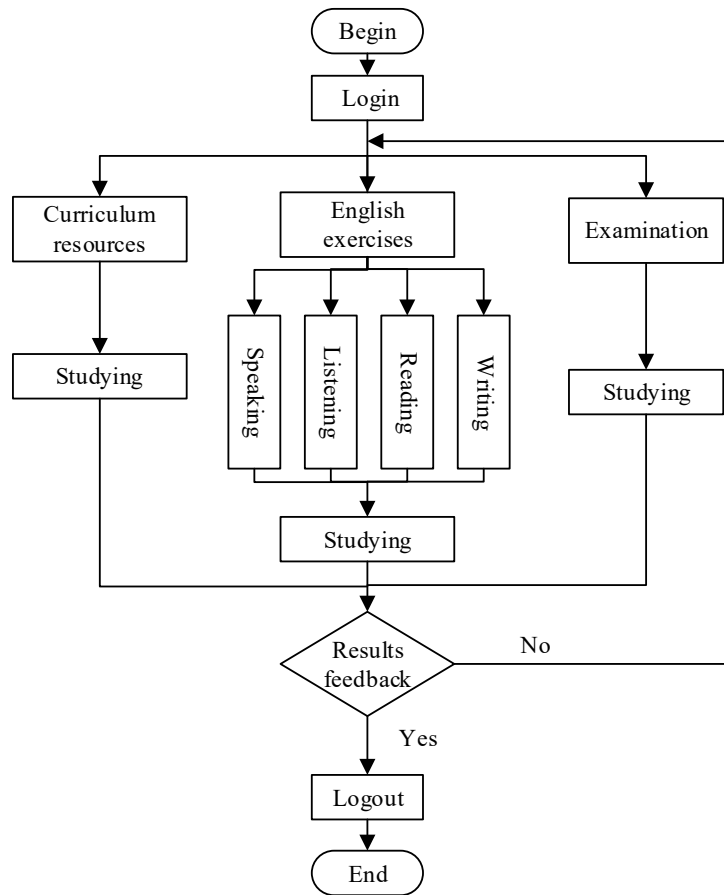 Begin
Login
Curriculum
resources
English
exercises
Examination
Speaking
Listening
Reading
Writing
Studying
Studying
Studying
Results
feedback
No
Yes
Logout
End